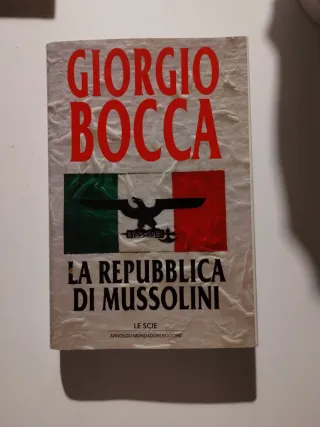 GIORGIO
BOCCA
LA REPUBBLICA
DI MUSSOLINI
LE SCIE
ARNOLDO MONDADORI EDITORE